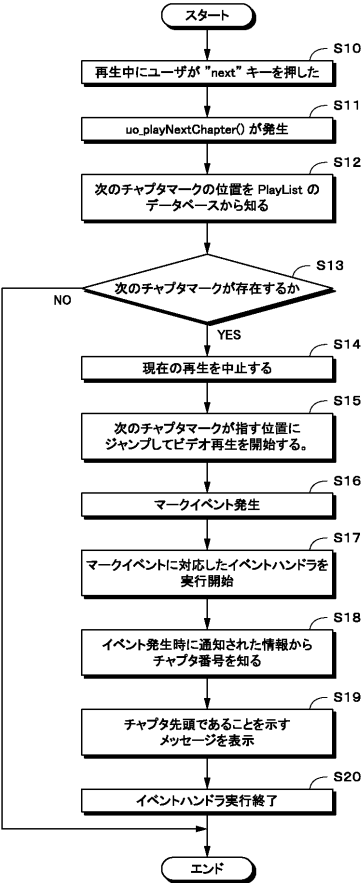 スタート
S10
再生中にユーザが ”next” キーを押した
S11
uo_playNextChapter() が発生
S12
次のチャプタマークの位置を PlayList の
データベースから知る
S13
次のチャプタマークが存在するか
NO
YES
S14
現在の再生を中止する
S15
次のチャプタマークが指す位置に
ジャンプしてビデオ再生を開始する。
S16
マークイベント発生
S17
マークイベントに対応したイベントハンドラを
実行開始
S18
イベント発生時に通知された情報から
チャプタ番号を知る
S19
チャプタ先頭であることを示す
メッセージを表示
S20
イベントハンドラ実行終了
エンド